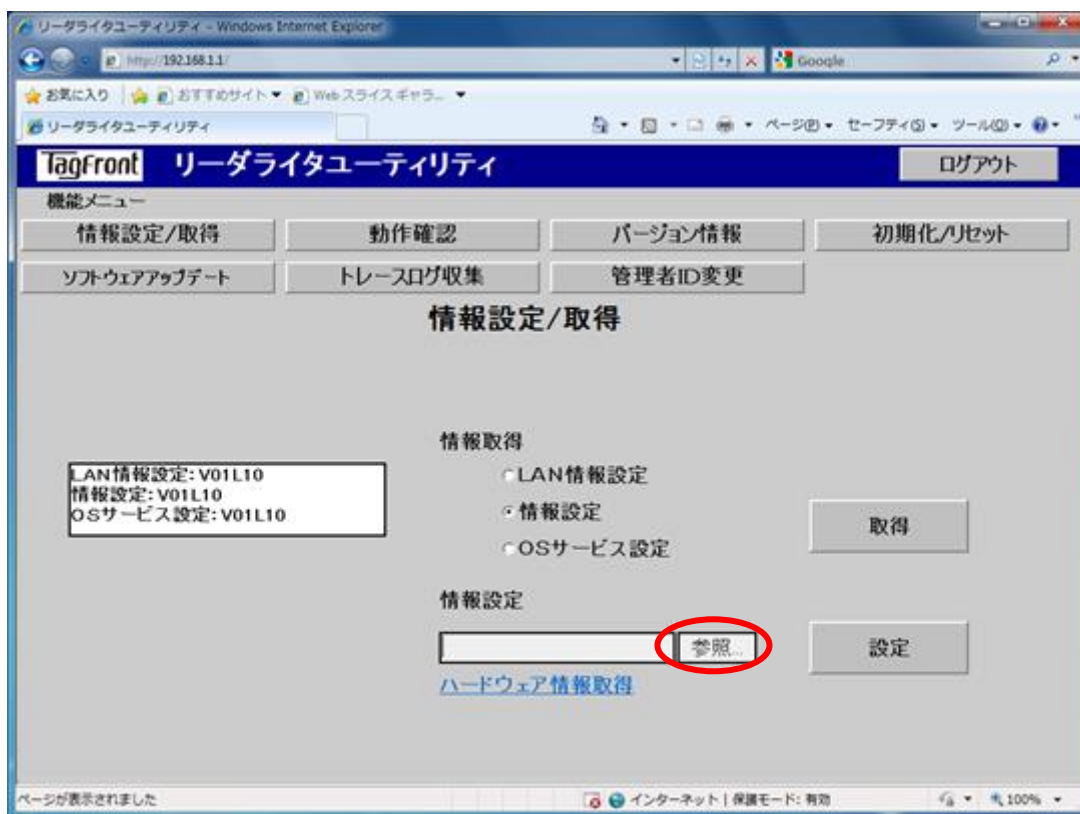 リーダライタユーティリティ - Windows Internet Explorer
http://192.168.1.1/
Google
お気に入り
おすすめサイト
Web スライス ギャラ...
リーダライタユーティリティ
ページ(P)
セーフティ(S)
ツール(O)
TagFront リーダライタユーティリティ
ログアウト
機能メニュー
情報設定/取得
動作確認
バージョン情報
初期化/リセット
ソフトウェアアップデート
トレースログ収集
管理者ID変更
情報設定/取得
情報取得
LAN情報設定: V01L10
情報設定: V01L10
OSサービス設定: V01L10
LAN情報設定
情報設定
OSサービス設定
取得
情報設定
参照...
設定
ハードウェア情報取得
ページが表示されました
インターネット | 保護モード: 有効
100%